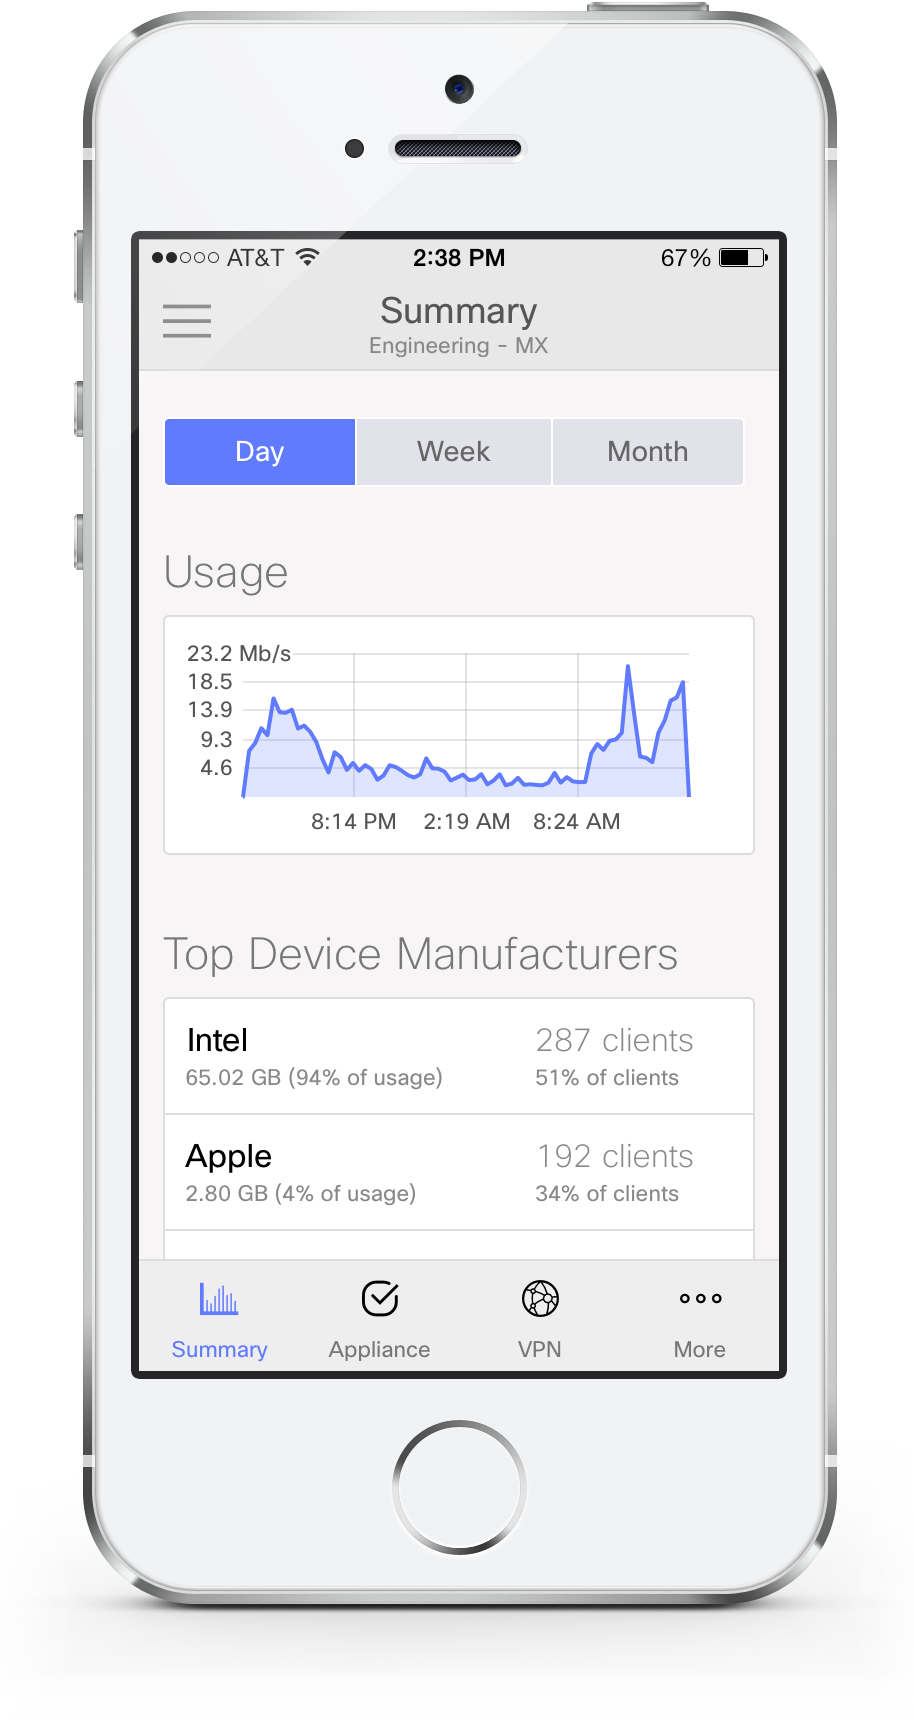 AT&T 2:38 PM 67%
Summary
Engineering - MX
Day Week Month
Usage
23.2 Mb/s
18.5
13.9
9.3
4.6
8:14 PM 2:19 AM 8:24 AM
Top Device Manufacturers
Intel 287 clients
65.02 GB (94% of usage) 51% of clients
Apple 192 clients
2.80 GB (4% of usage) 34% of clients
Summary Appliance VPN More